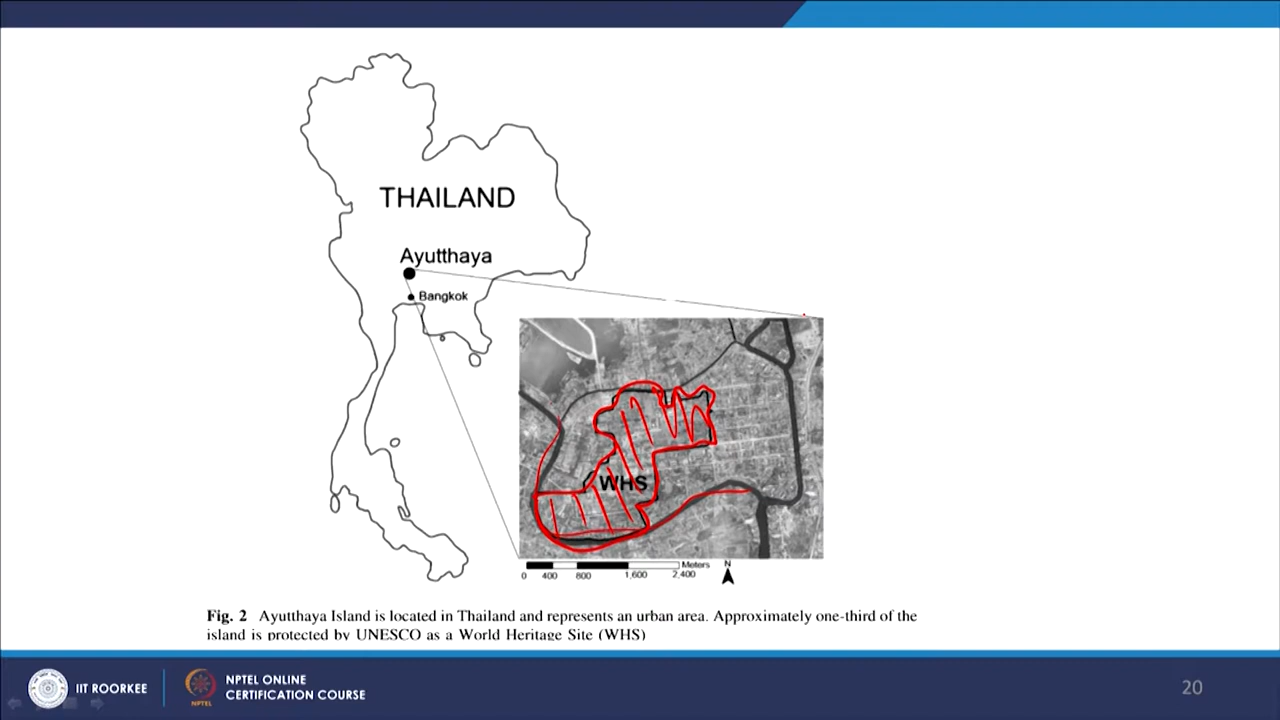 THAILAND
Ayutthaya
Bangkok
WHS
0 400 800 1,600 2,400 Meters
N
Fig. 2 Ayutthaya Island is located in Thailand and represents an urban area. Approximately one-third of the
island is protected by UNESCO as a World Heritage Site (WHS)
IIT ROORKEE
NPTEL
NPTEL ONLINE
CERTIFICATION COURSE
20